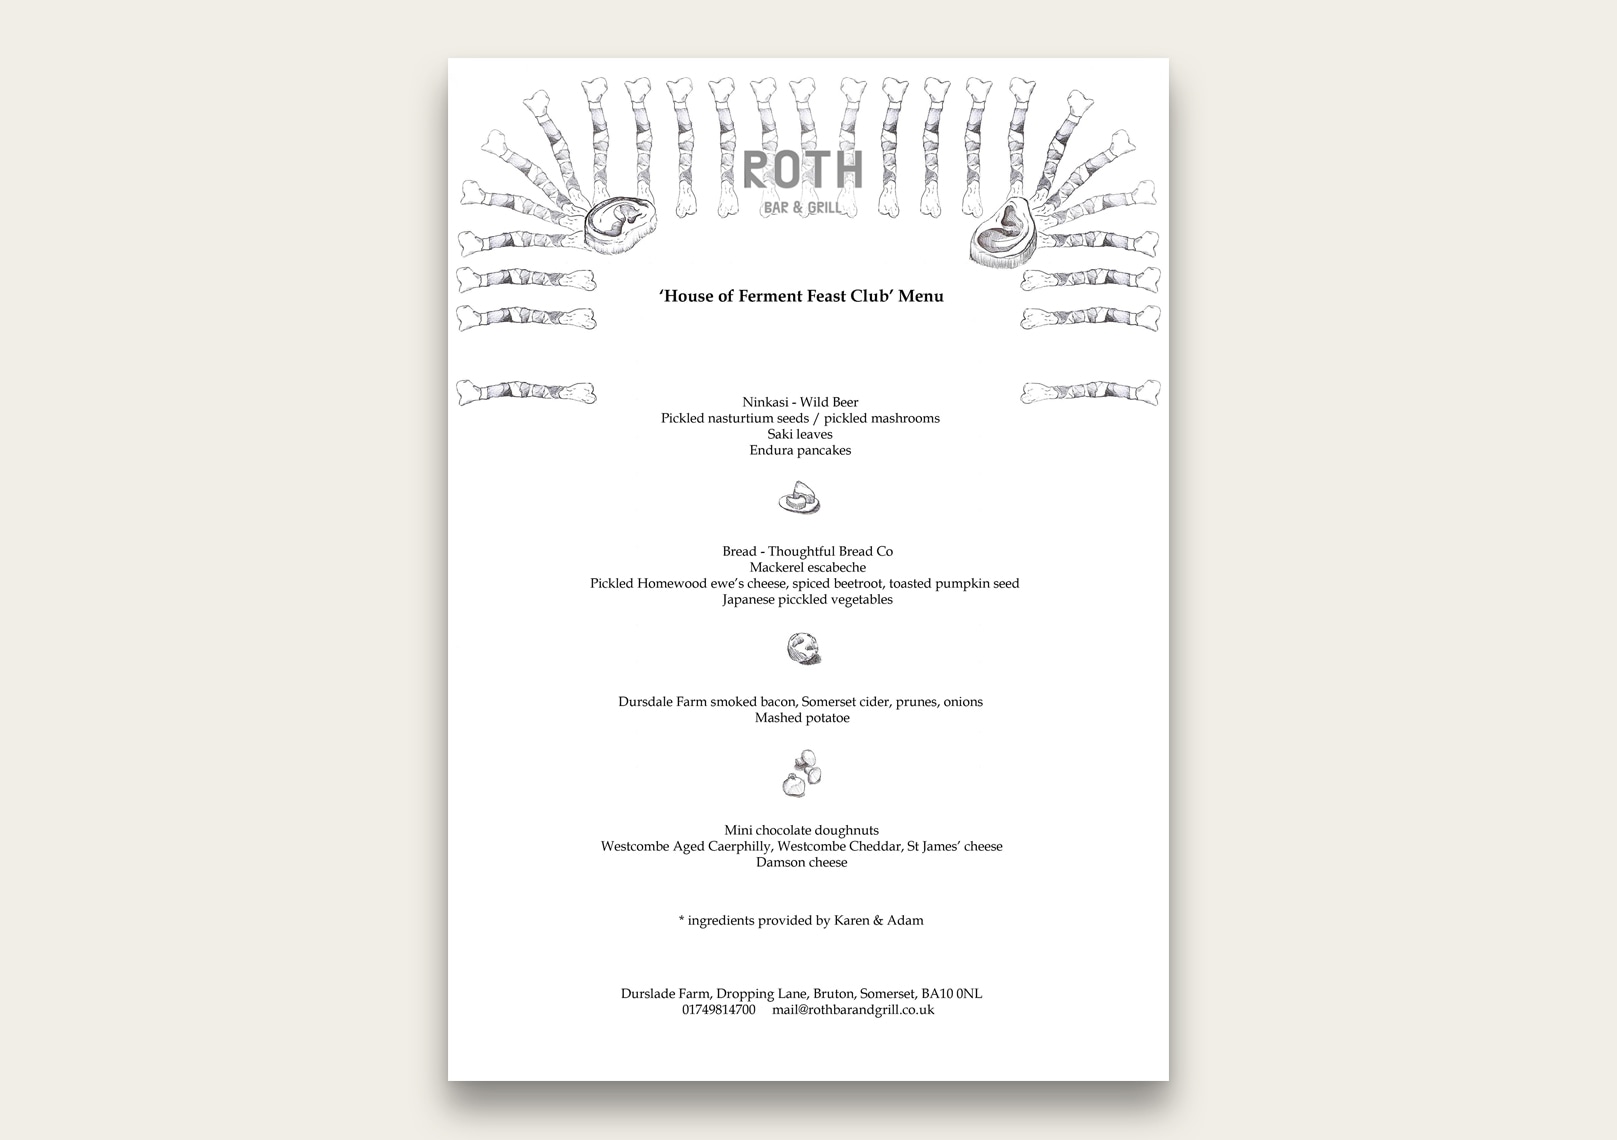 ROTH
BAR & GRILL
‘House of Ferment Feast Club’ Menu
Ninkasi - Wild Beer
Pickled nasturtium seeds / pickled mashrooms
Saki leaves
Endura pancakes
Bread - Thoughtful Bread Co
Mackerel escabeche
Pickled Homewood ewe’s cheese, spiced beetroot, toasted pumpkin seed
Japanese picckled vegetables
Dursdale Farm smoked bacon, Somerset cider, prunes, onions
Mashed potatoe
Mini chocolate doughnuts
Westcombe Aged Caerphilly, Westcombe Cheddar, St James’ cheese
Damson cheese
* ingredients provided by Karen & Adam
Durslade Farm, Dropping Lane, Bruton, Somerset, BA10 0NL
01749814700 mail@rothbarandgrill.co.uk